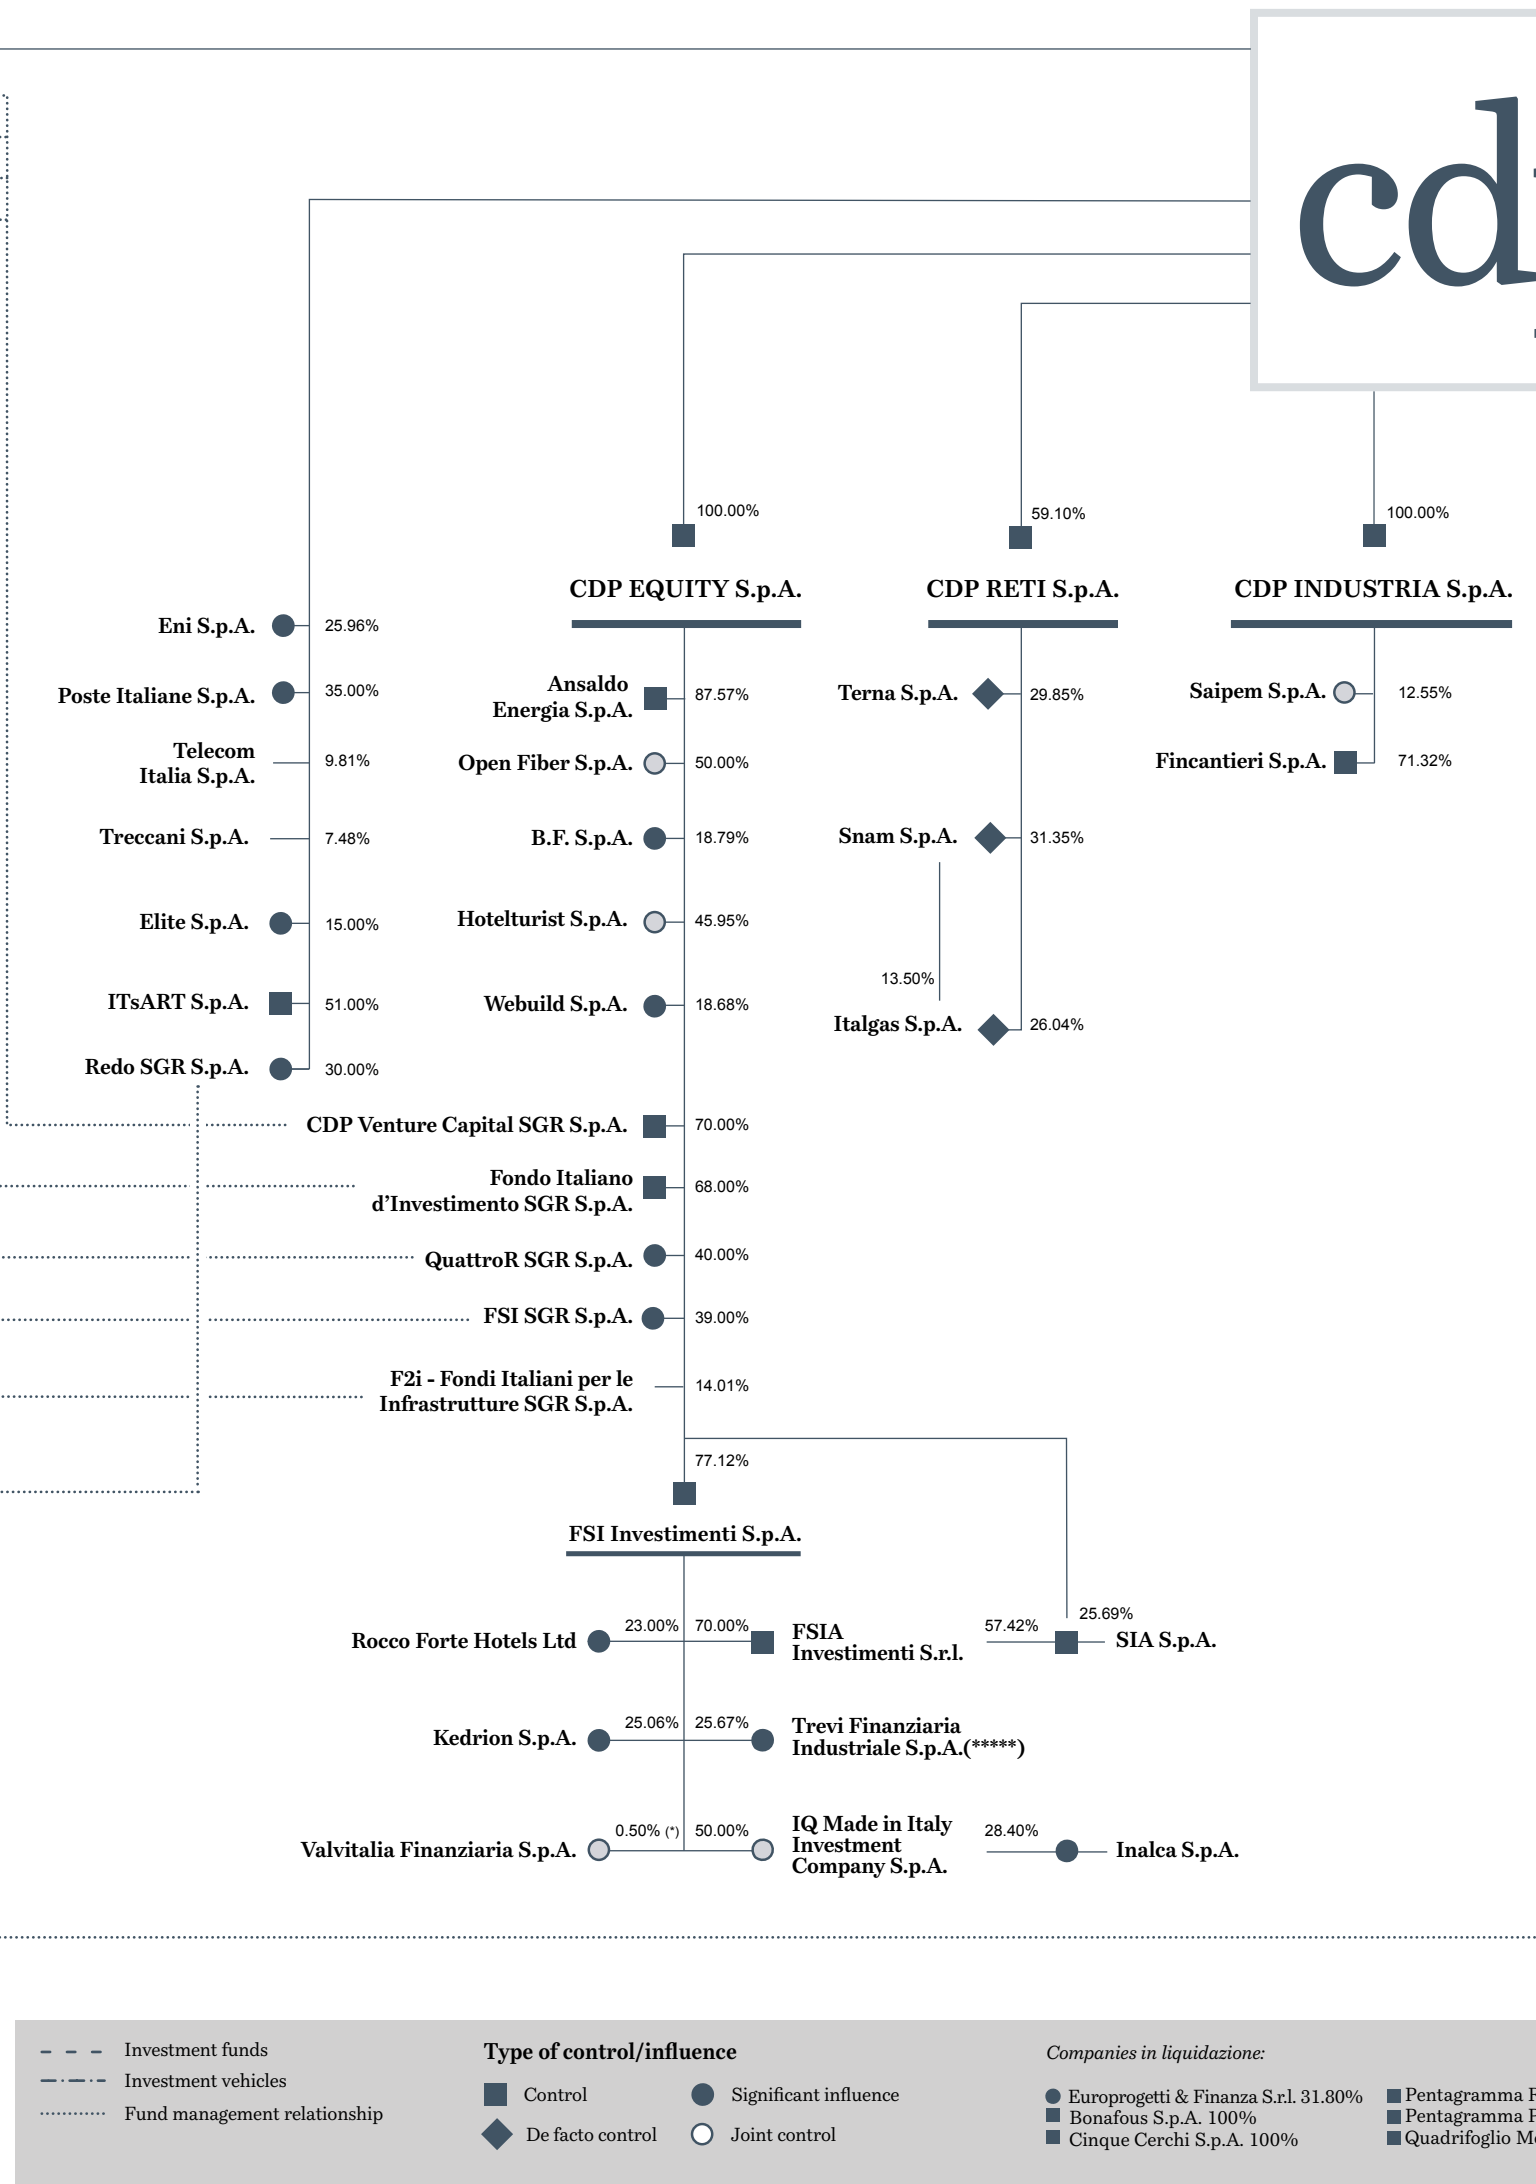 cd
100.00%
59.10%
100.00%
CDP EQUITY S.p.A.
CDP RETI S.p.A.
CDP INDUSTRIA S.p.A.
Eni S.p.A.
25.96%
Poste Italiane S.p.A.
35.00%
Telecom
Italia S.p.A.
9.81%
Treccani S.p.A.
7.48%
Elite S.p.A.
15.00%
ITsART S.p.A.
51.00%
Redo SGR S.p.A.
30.00%
Ansaldo
Energia S.p.A.
87.57%
Open Fiber S.p.A.
50.00%
B.F. S.p.A.
18.79%
Hotelturist S.p.A.
45.95%
Webuild S.p.A.
18.68%
CDP Venture Capital SGR S.p.A.
70.00%
Fondo Italiano
d'Investimento SGR S.p.A.
68.00%
QuattroR SGR S.p.A.
40.00%
FSI SGR S.p.A.
39.00%
F2i - Fondi Italiani per le
Infrastrutture SGR S.p.A.
14.01%
Terna S.p.A.
29.85%
Snam S.p.A.
31.35%
13.50%
Italgas S.p.A.
26.04%
Saipem S.p.A.
12.55%
Fincantieri S.p.A.
71.32%
77.12%
FSI Investimenti S.p.A.
Rocco Forte Hotels Ltd
23.00%
70.00%
FSIA
Investimenti S.r.l.
57.42%
25.69%
SIA S.p.A.
Kedrion S.p.A.
25.06%
25.67%
Trevi Finanziaria
Industriale S.p.A.(*****)
Valvitalia Finanziaria S.p.A.
0.50% (*)
50.00%
IQ Made in Italy
Investment
Company S.p.A.
28.40%
Inalca S.p.A.
Investment funds
Investment vehicles
Fund management relationship
Type of control/influence
Control
Significant influence
De facto control
Joint control
Companies in liquidazione:
Europrogetti & Finanza S.r.l. 31.80%
Bonafous S.p.A. 100%
Cinque Cerchi S.p.A. 100%
Pentagramma
Pentagramma
Quadrifoglio